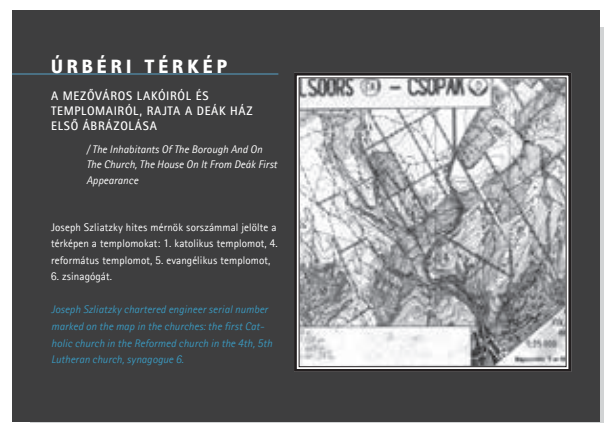 ÚRBÉRI TÉRKÉP
A MEZŐVÁROS LAKÓIRÓL ÉS
TEMPLOMAIRÓL, RAJTA A DEÁK HÁZ
ELSŐ ÁBRÁZOLÁSA
/ The Inhabitants Of The Borough And On
The Church, The House On It From Deák First
Appearance
Joseph Szliatzky hites mérnök sorszámmal jelölte a
térképen a templomokat: 1. katolikus templomot, 4.
református templomot, 5. evangélikus templomot,
6. zsinagógát.
Joseph Szliatzky chartered engineer serial number
marked on the map in the churches: the first Cat-
holic church in the Reformed church in the 4th, 5th
Lutheran church, synagogue 6.
LSÓÖRS – CSOPAK
1:25 000